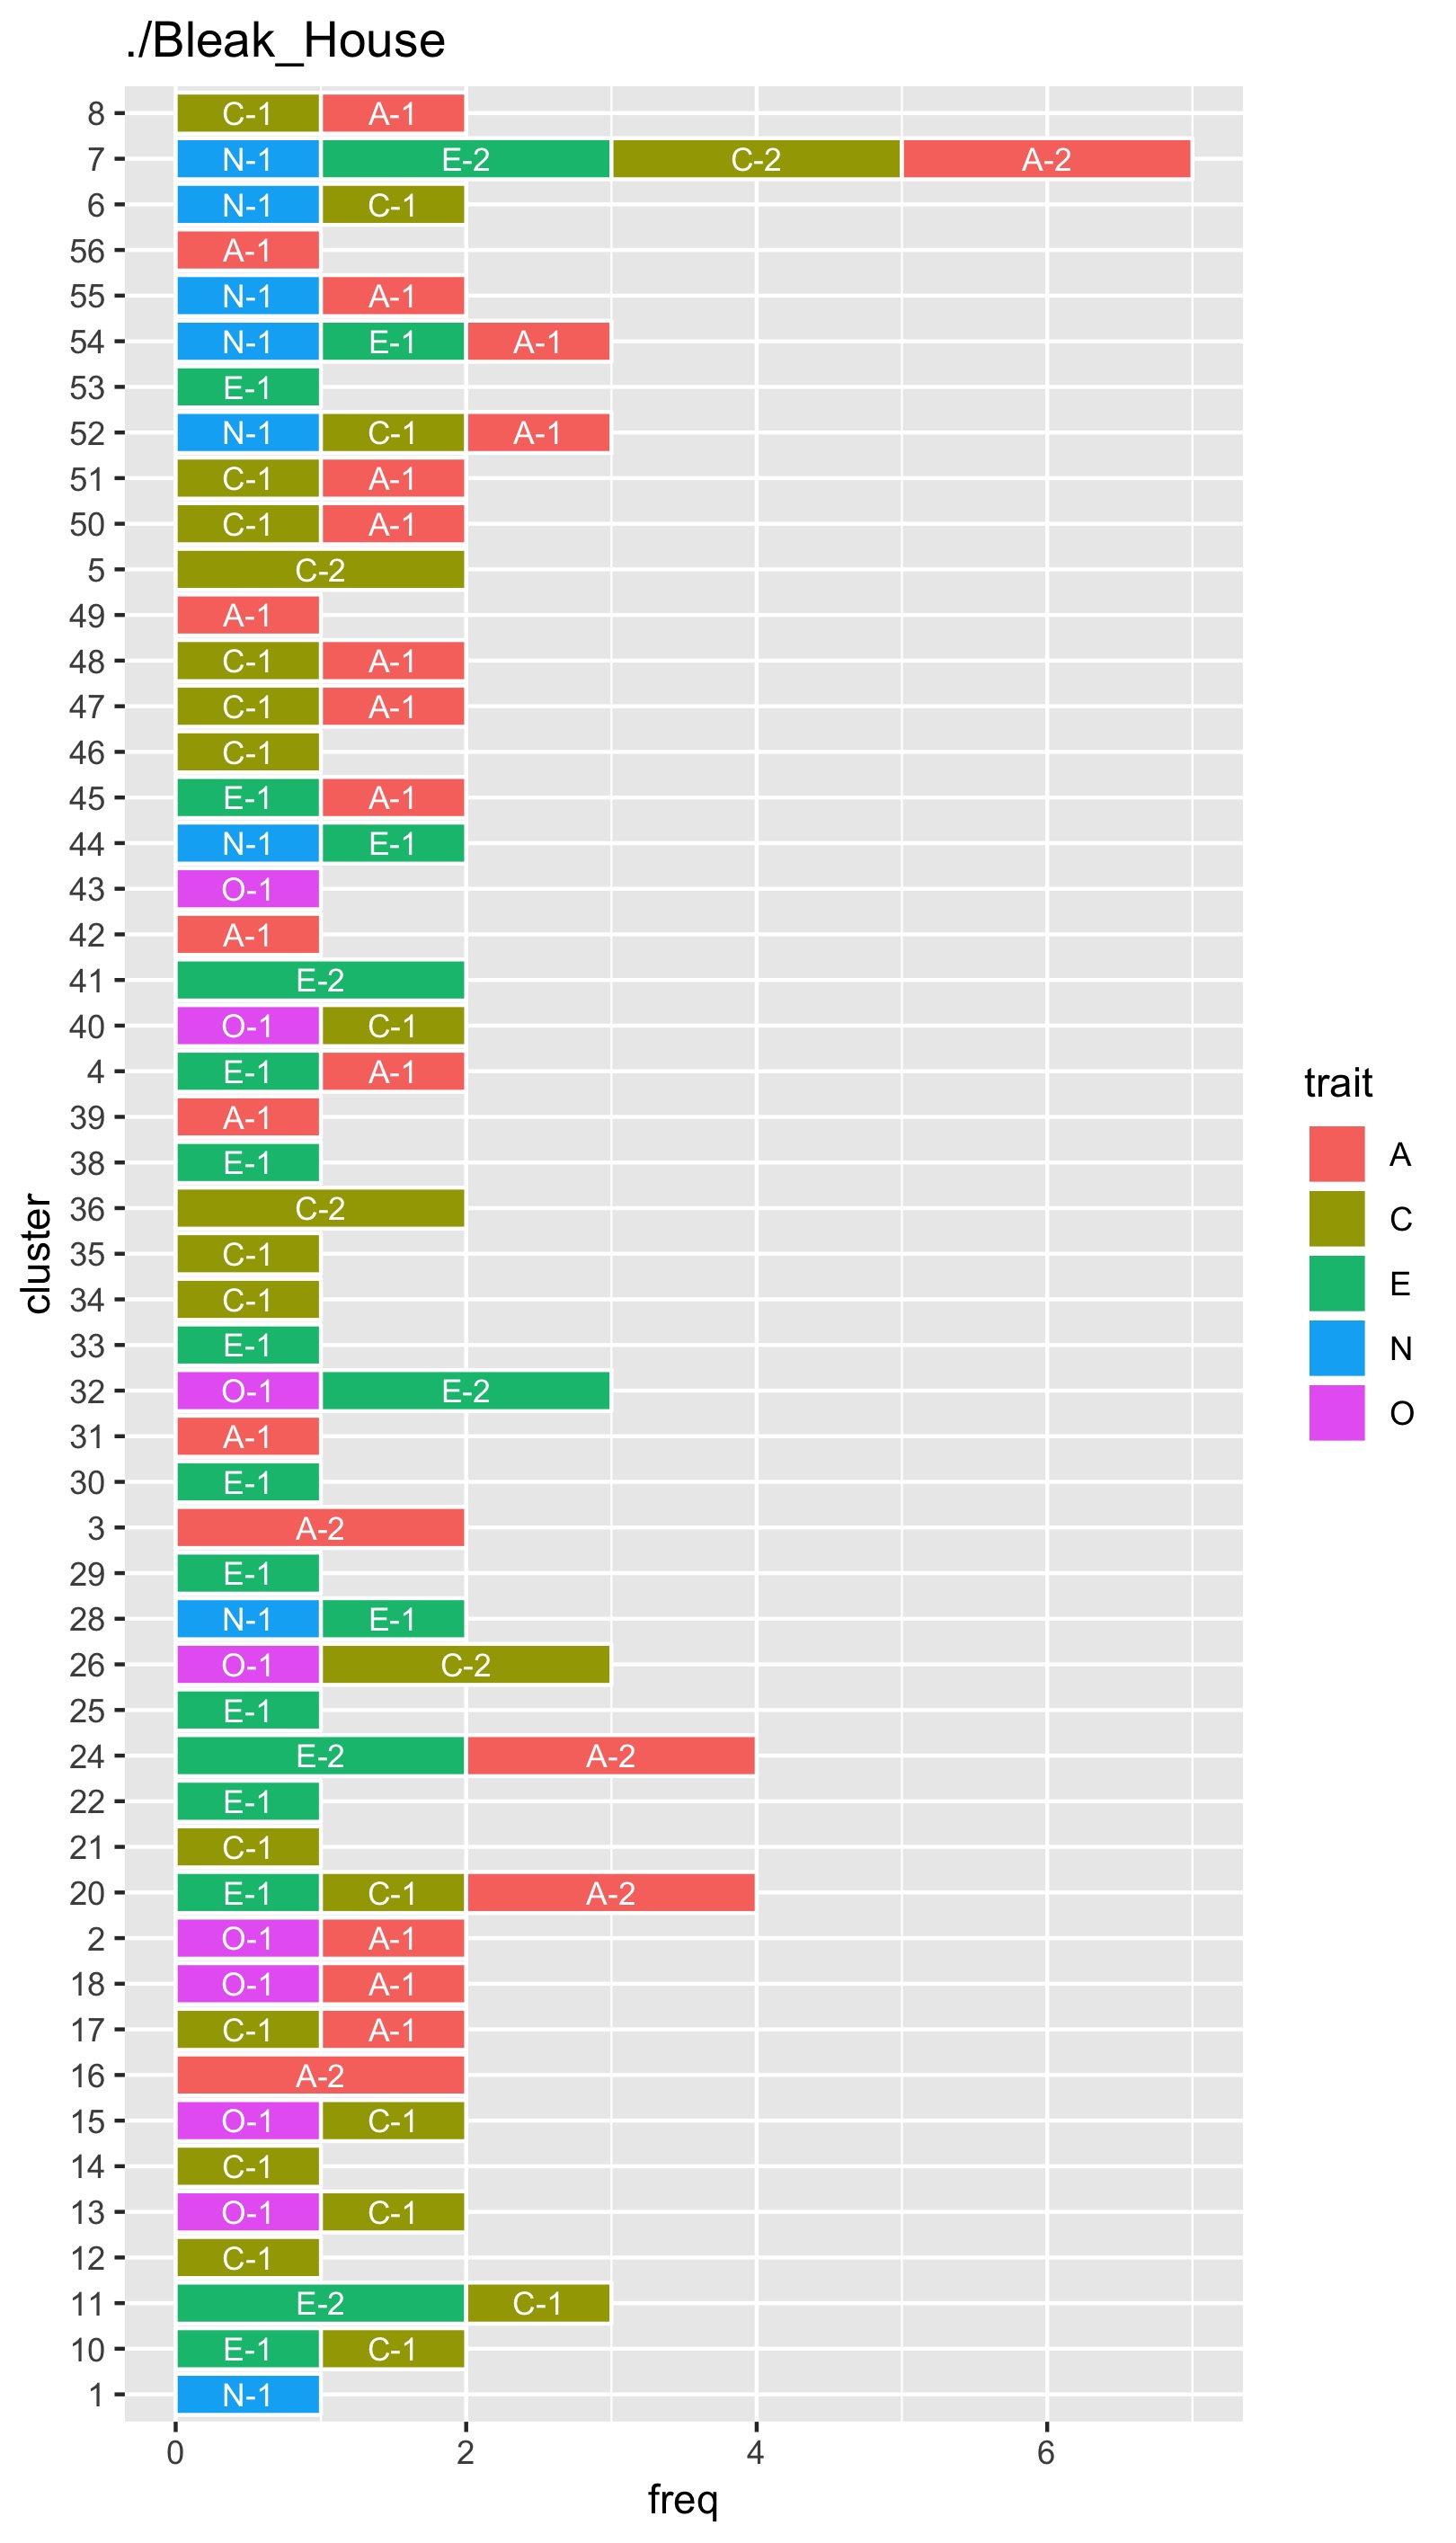 ./Bleak_House
8 C-1 A-1
7 N-1 E-2 C-2 A-2
6 N-1 C-1
56 A-1
55 N-1 A-1
54 N-1 E-1 A-1
53 E-1
52 N-1 C-1 A-1
51 C-1 A-1
50 C-1 A-1
5 C-2
49 A-1
48 C-1 A-1
47 C-1 A-1
46 C-1
45 E-1 A-1
44 N-1 E-1
43 O-1
42 A-1
41 E-2
40 O-1 C-1
4 E-1 A-1
39 A-1
38 E-1
36 C-2
35 C-1
34 C-1
33 E-1
32 O-1 E-2
31 A-1
30 E-1
3 A-2
29 E-1
28 N-1 E-1
26 O-1 C-2
25 E-1
24 E-2 A-2
22 E-1
21 C-1
20 E-1 C-1 A-2
2 O-1 A-1
18 O-1 A-1
17 C-1 A-1
16 A-2
15 O-1 C-1
14 C-1
13 O-1 C-1
12 C-1
11 E-2 C-1
10 E-1 C-1
1 N-1
0 2 4 6
freq
cluster
trait
A
C
E
N
O